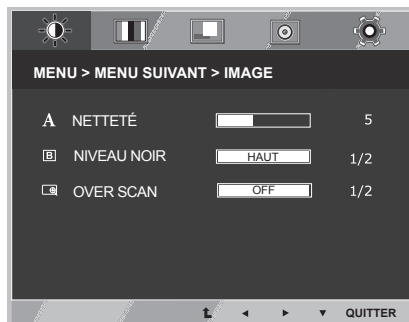 MENU > MENU SUIVANT > IMAGE
A NETTETÉ 5
B NIVEAU NOIR HAUT 1/2
OVER SCAN OFF 1/2
QUITTER